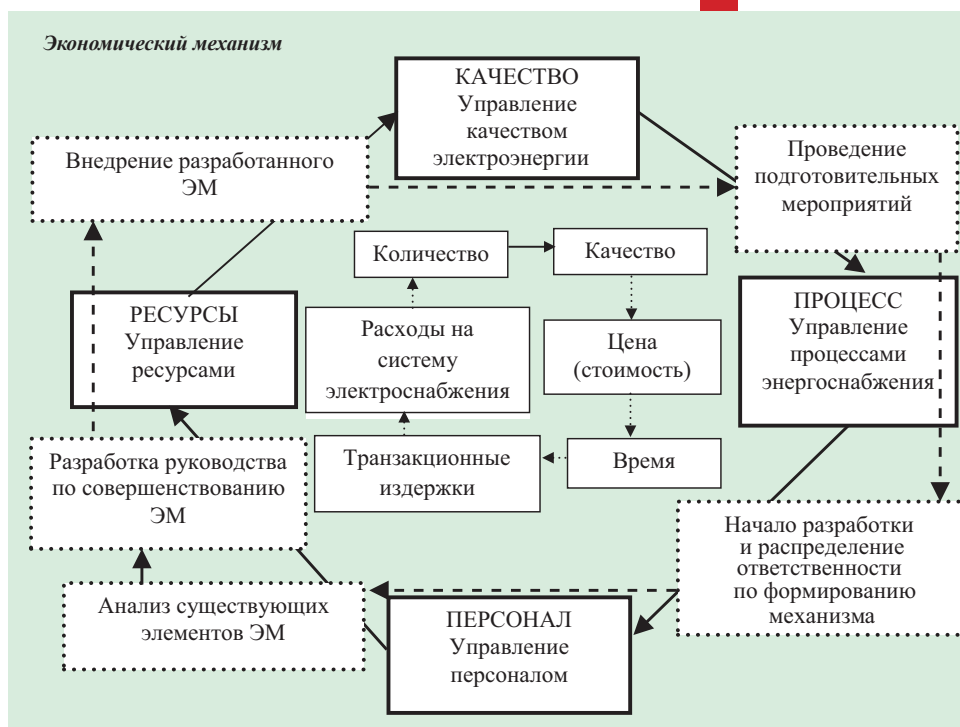 Экономический механизм
КАЧЕСТВО
Управление
качеством
электроэнергии
Внедрение разработанного
ЭМ
Проведение
подготовительных
мероприятий
Количество
Качество
РЕСУРСЫ
Управление
ресурсами
Расходы на
систему
электроснабжения
Цена
(стоимость)
ПРОЦЕСС
Управление
процессами
энергоснабжения
Разработка руководства
по совершенствованию
ЭМ
Транзакционные
издержки
Время
Начало разработки
и распределение
ответственности
по формированию
механизма
Анализ существующих
элементов ЭМ
ПЕРСОНАЛ
Управление
персоналом